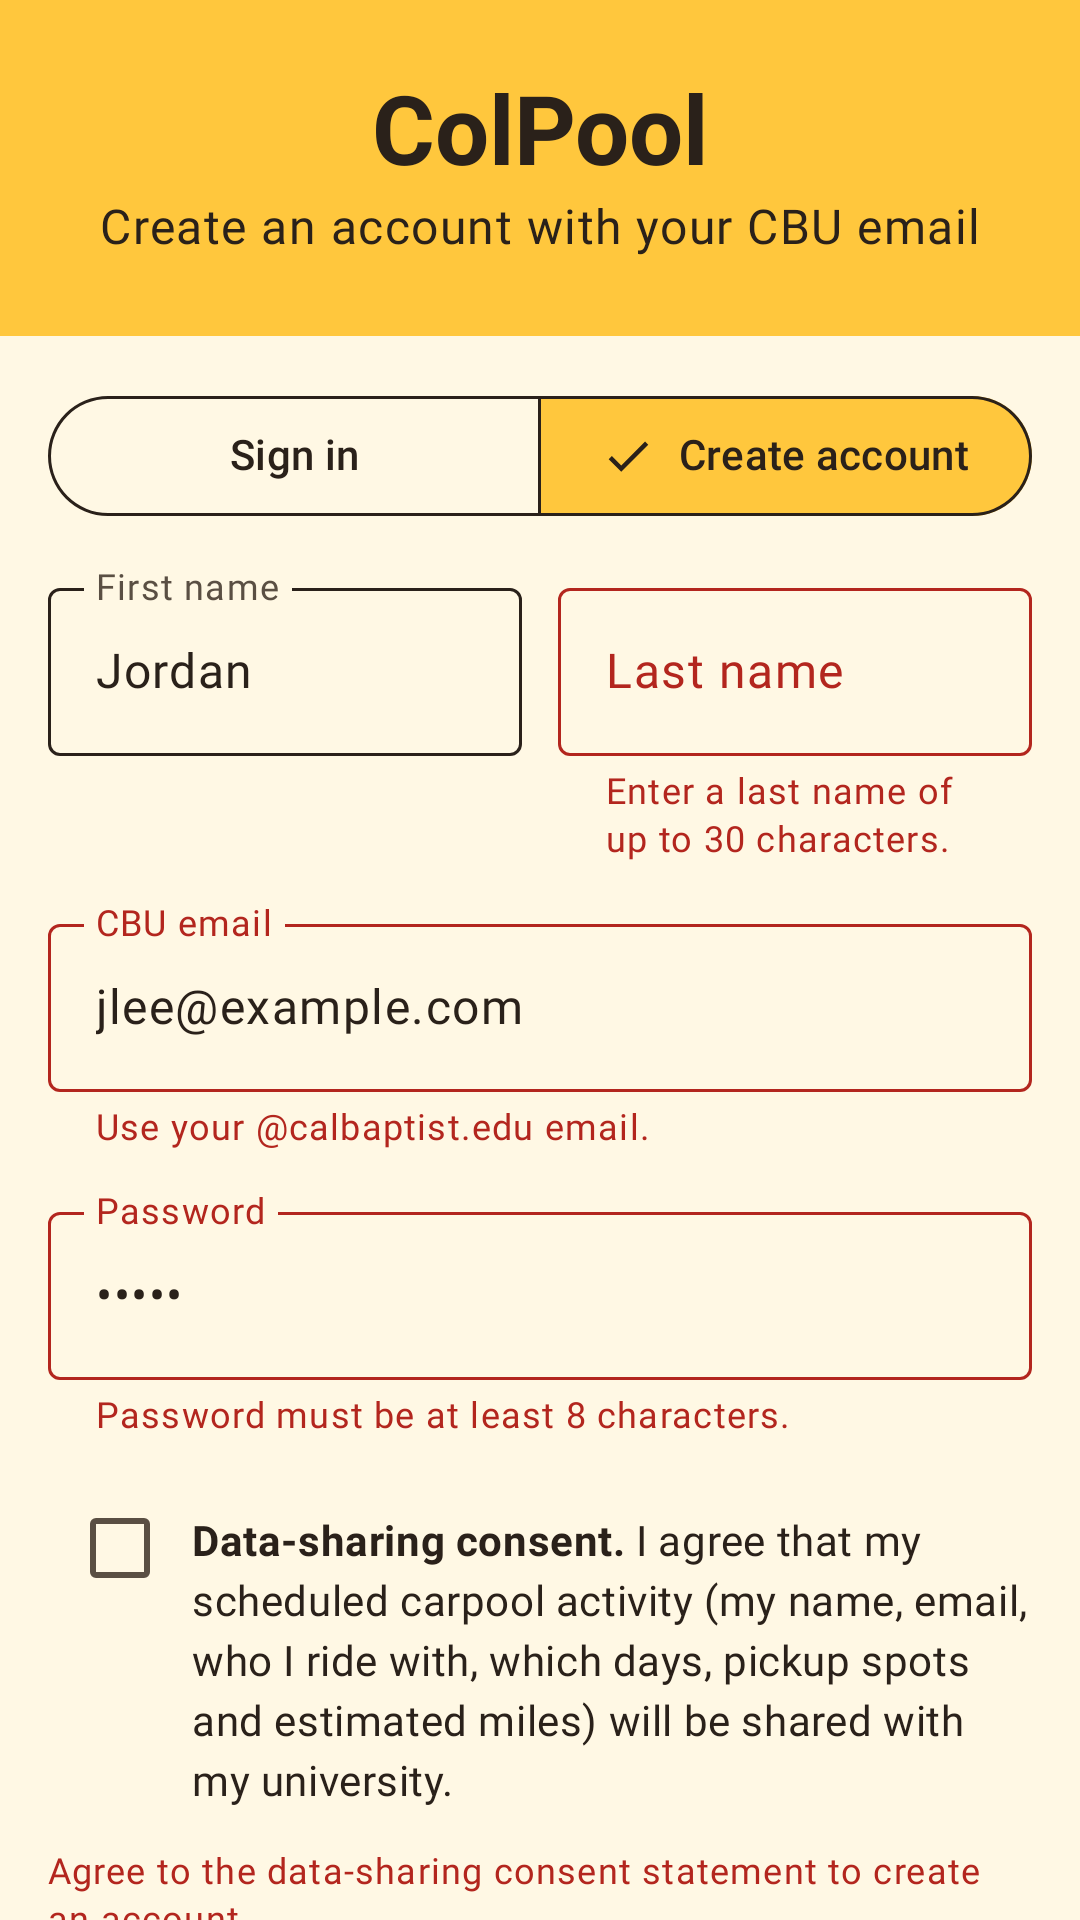 ColPool
Create an account with your CBU email
Sign in
Create account
First name
Jordan
Last name
Enter a last name of
up to 30 characters.
CBU email
jlee@example.com
Use your @calbaptist.edu email.
Password
•••••
Password must be at least 8 characters.
Data-sharing consent. I agree that my
scheduled carpool activity (my name, email,
who I ride with, which days, pickup spots
and estimated miles) will be shared with
my university.
Agree to the data-sharing consent statement to create
an account